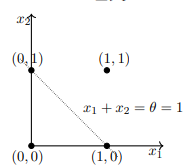 x₂
(0,1) (1,1)
x₁ + x₂ = θ = 1
(0,0) (1,0) x₁